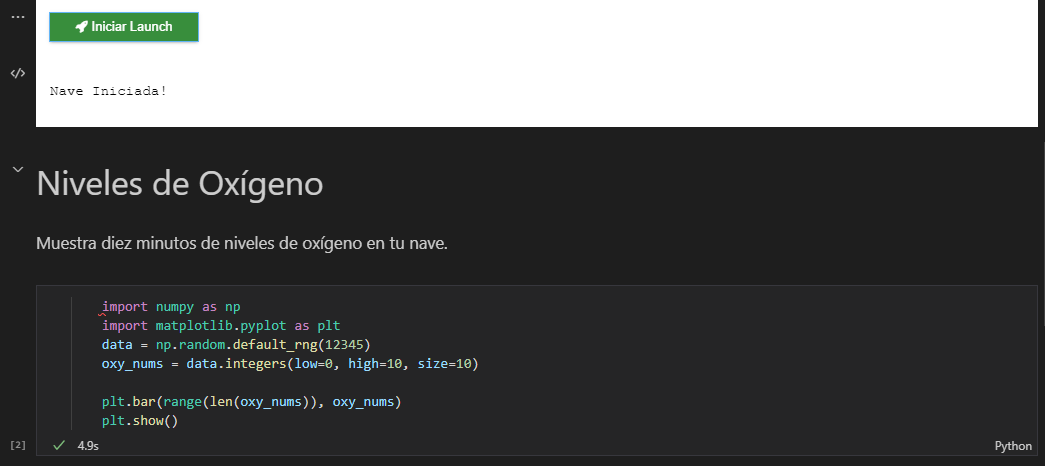 ...
Iniciar Launch
</>
Nave Iniciada!
Niveles de Oxígeno
Muestra diez minutos de niveles de oxígeno en tu nave.
import numpy as np
import matplotlib.pyplot as plt
data = np.random.default_rng(12345)
oxy_nums = data.integers(low=0, high=10, size=10)
plt.bar(range(len(oxy_nums)), oxy_nums)
plt.show()
[2] 4.9s Python